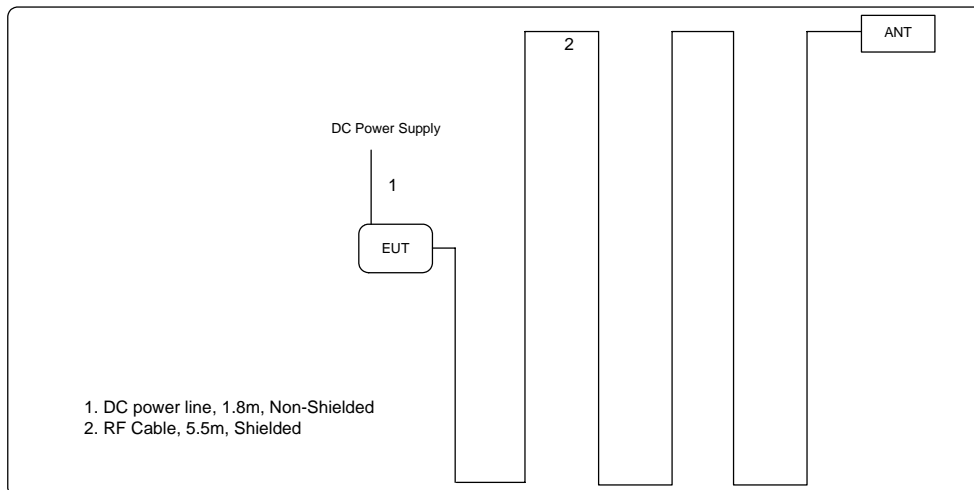 ANT
2
DC Power Supply
1
EUT
1. DC power line, 1.8m, Non-Shielded
2. RF Cable, 5.5m, Shielded